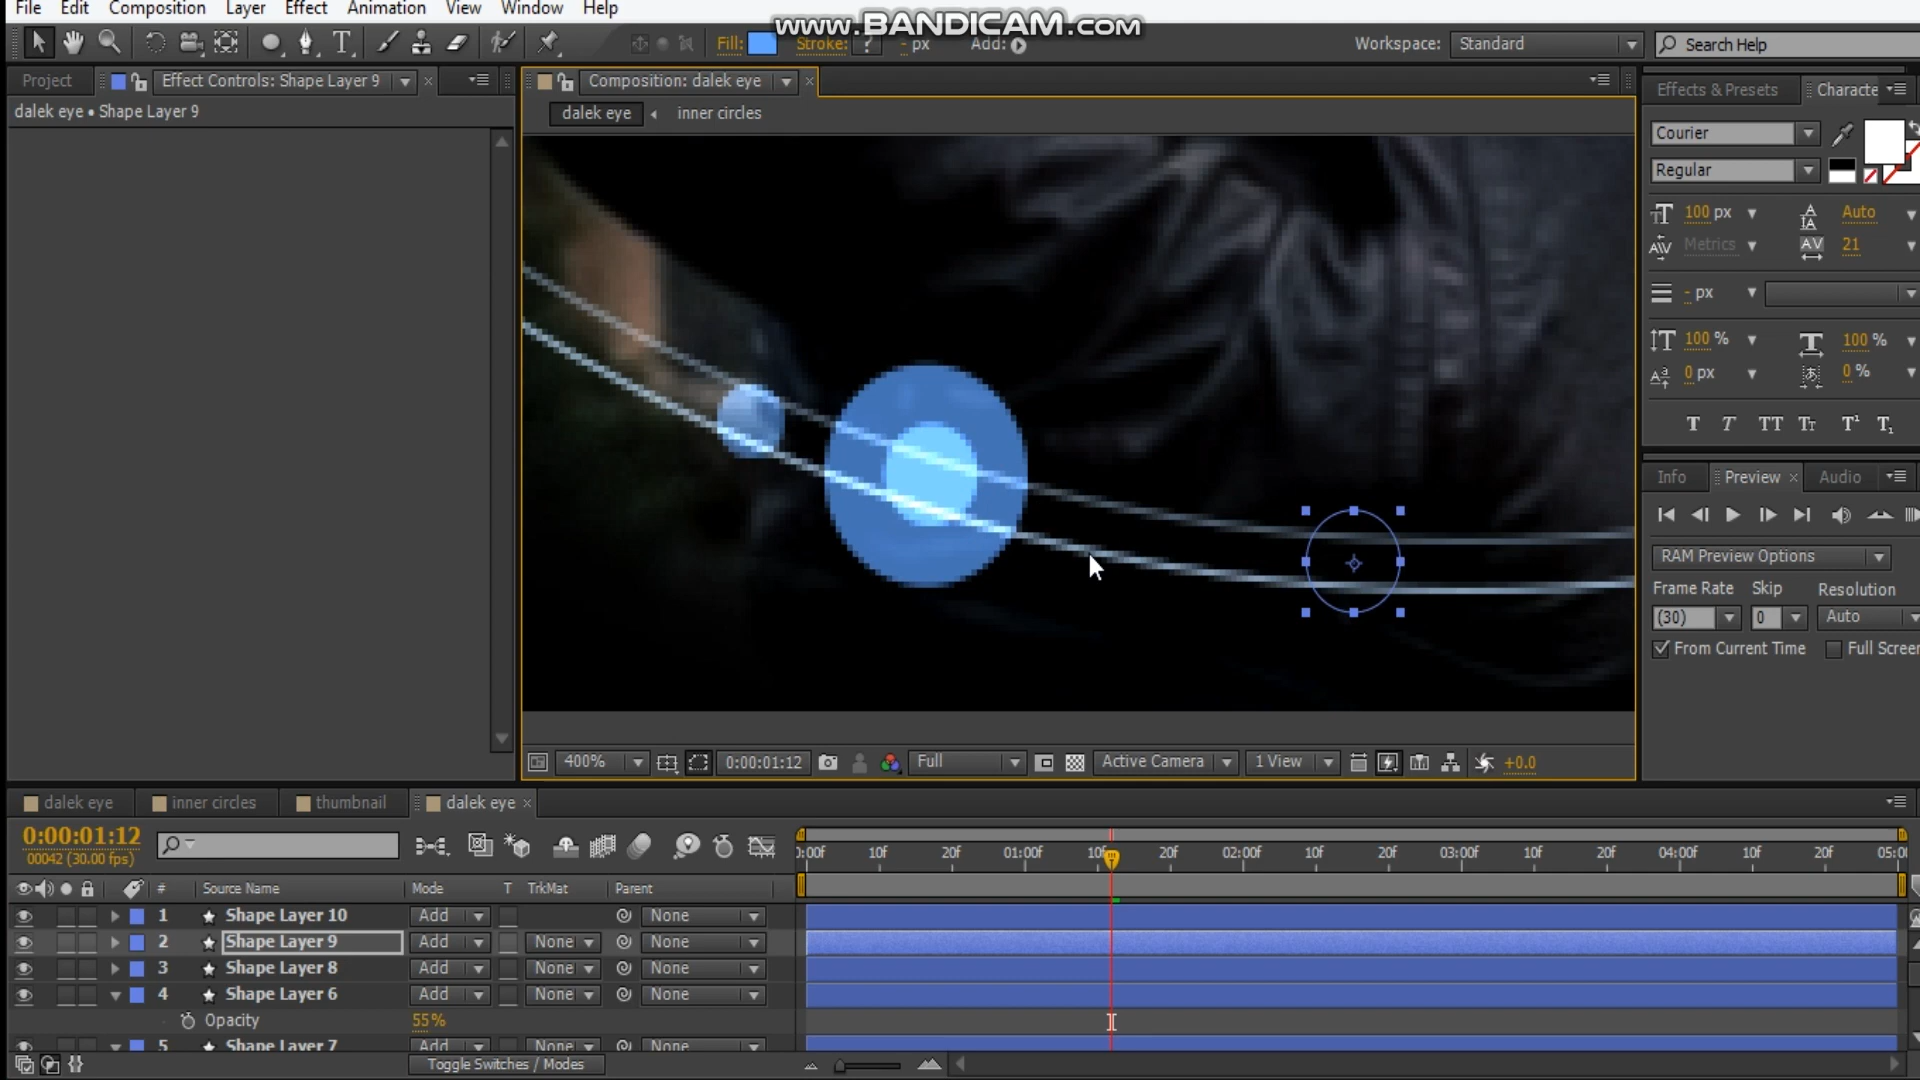 File Edit Composition Layer Effect Animation View Window Help
www.BANDICAM.com
Fill: Stroke: ? - px Add:
Workspace: Standard Search Help
Project Effect Controls: Shape Layer 9 ×
dalek eye • Shape Layer 9
Composition: dalek eye ×
dalek eye inner circles
Effects & Presets Characte
Courier
Regular
100 px Auto
Metrics 21
- px
100 % 100 %
0 px 0 %
T T TT Tt T¹ T₁
Info Preview × Audio
RAM Preview Options
Frame Rate Skip Resolution
(30) 0 Auto
From Current Time Full Screen
400% 0:00:01:12 Full Active Camera 1 View +0.0
dalek eye inner circles thumbnail dalek eye ×
0:00:01:12
00042 (30.00 fps)
):00f 10f 20f 01:00f 10f 20f 02:00f 10f 20f 03:00f 10f 20f 04:00f 10f 20f 05:00
# Source Name Mode T TrkMat Parent
1 Shape Layer 10 Add None
2 Shape Layer 9 Add None None
3 Shape Layer 8 Add None None
4 Shape Layer 6 Add None None
Opacity 55%
5 Shape Layer 7 Add None None
Toggle Switches / Modes